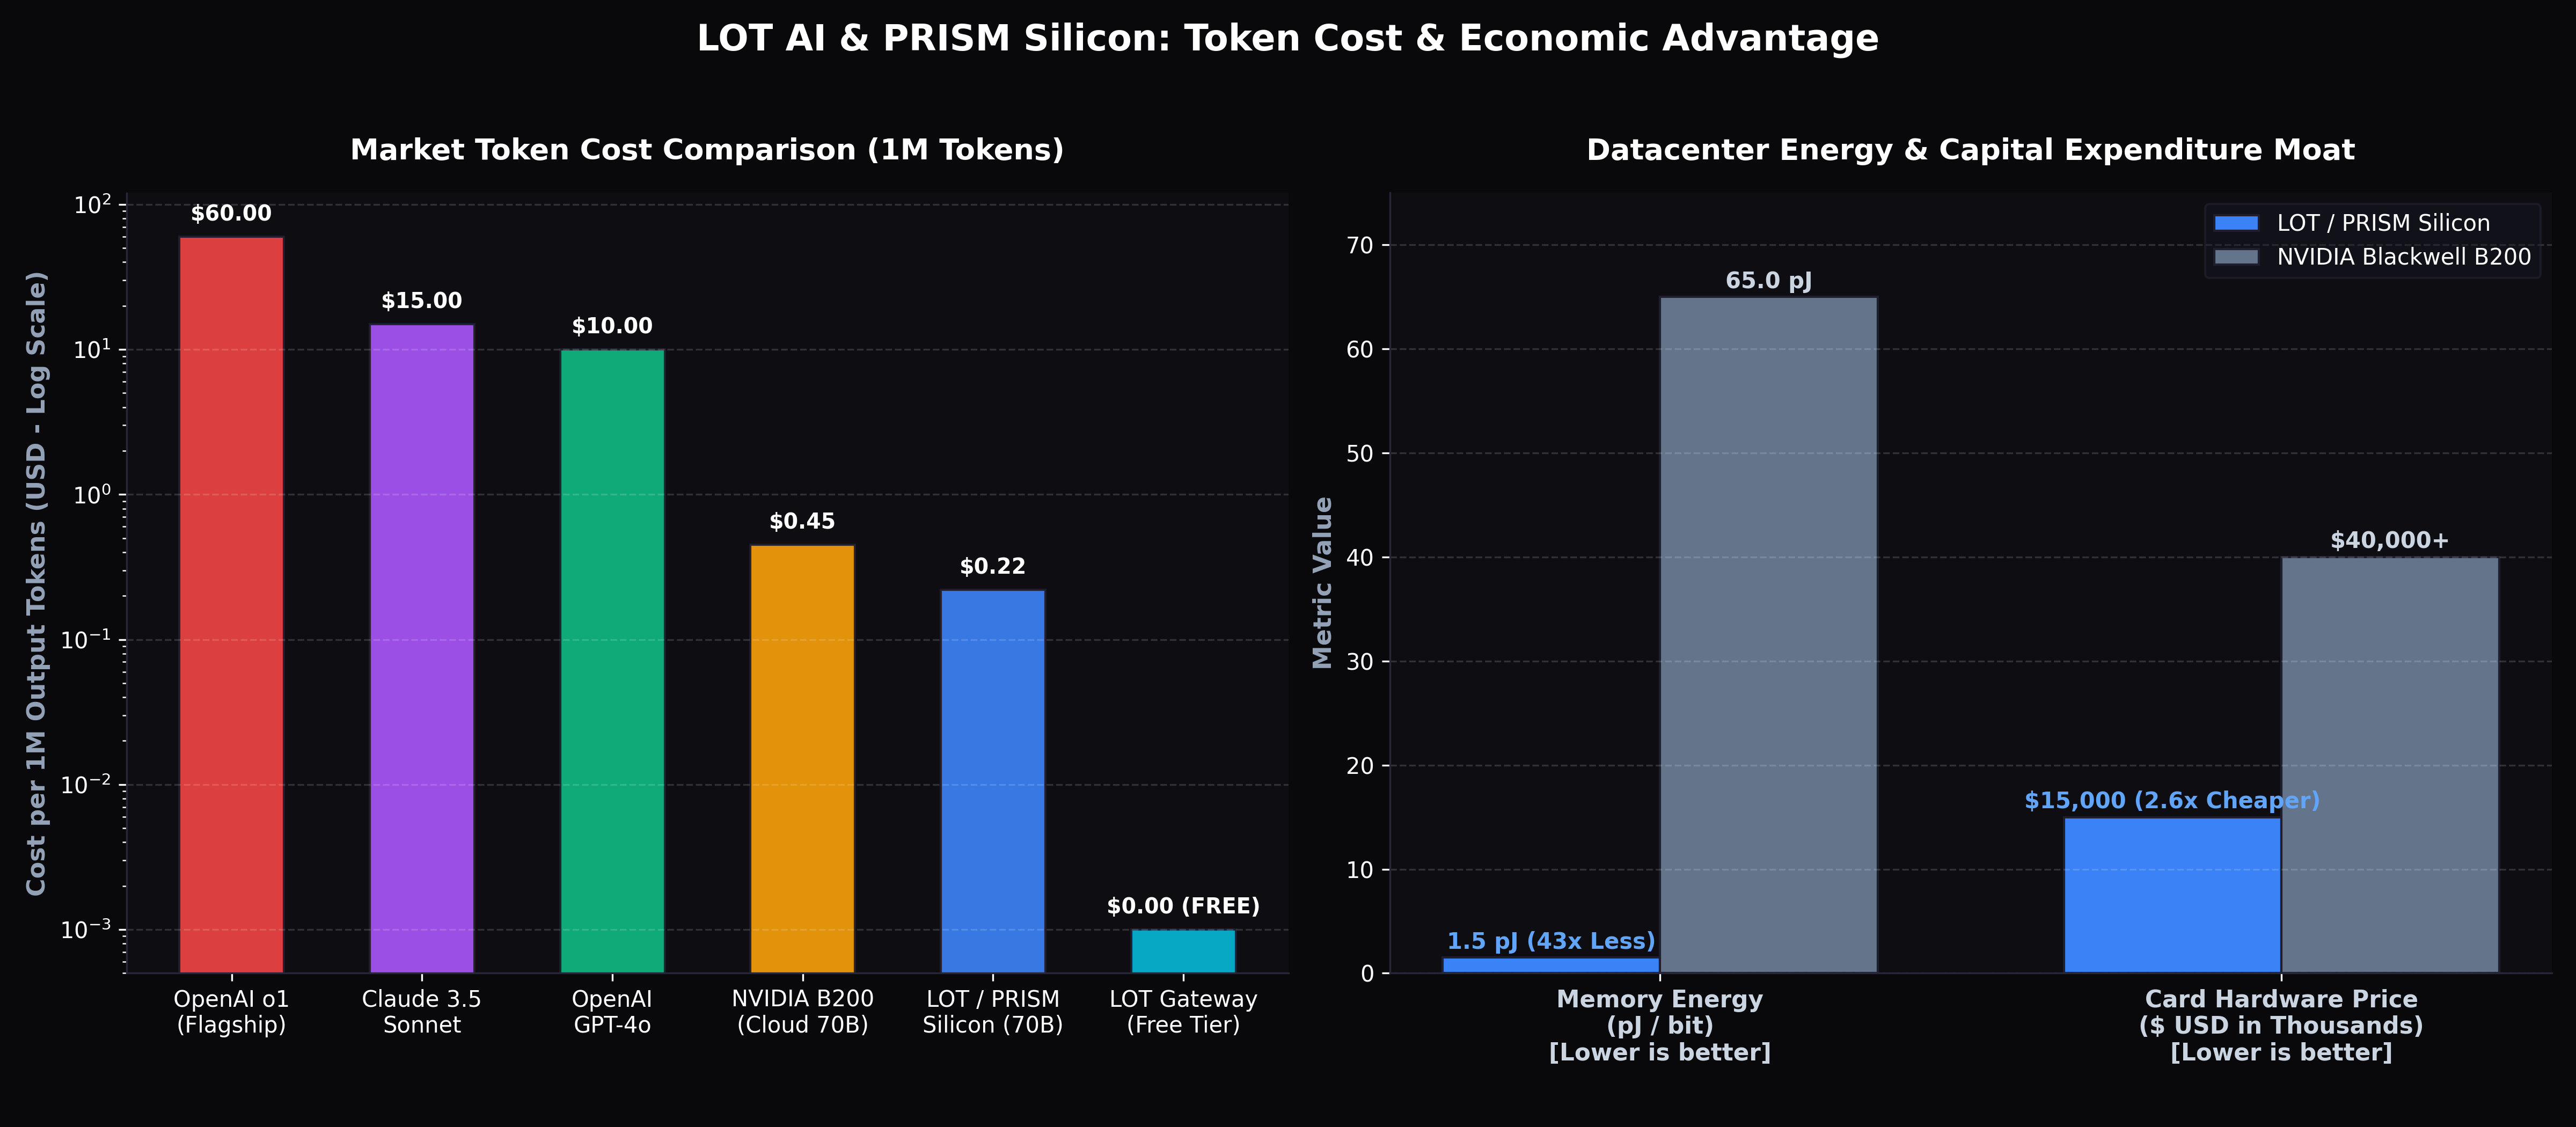 LOT AI & PRISM Silicon: Token Cost & Economic Advantage
Market Token Cost Comparison (1M Tokens)
Cost per 1M Output Tokens (USD - Log Scale)
10²
10¹
10⁰
10⁻¹
10⁻²
10⁻³
$60.00
$15.00
$10.00
$0.45
$0.22
$0.00 (FREE)
OpenAI o1
(Flagship)
Claude 3.5
Sonnet
OpenAI
GPT-4o
NVIDIA B200
(Cloud 70B)
LOT / PRISM
Silicon (70B)
LOT Gateway
(Free Tier)
Datacenter Energy & Capital Expenditure Moat
Metric Value
70
60
50
40
30
20
10
0
LOT / PRISM Silicon
NVIDIA Blackwell B200
1.5 pJ (43x Less)
65.0 pJ
$15,000 (2.6x Cheaper)
$40,000+
Memory Energy
(pJ / bit)
[Lower is better]
Card Hardware Price
($ USD in Thousands)
[Lower is better]